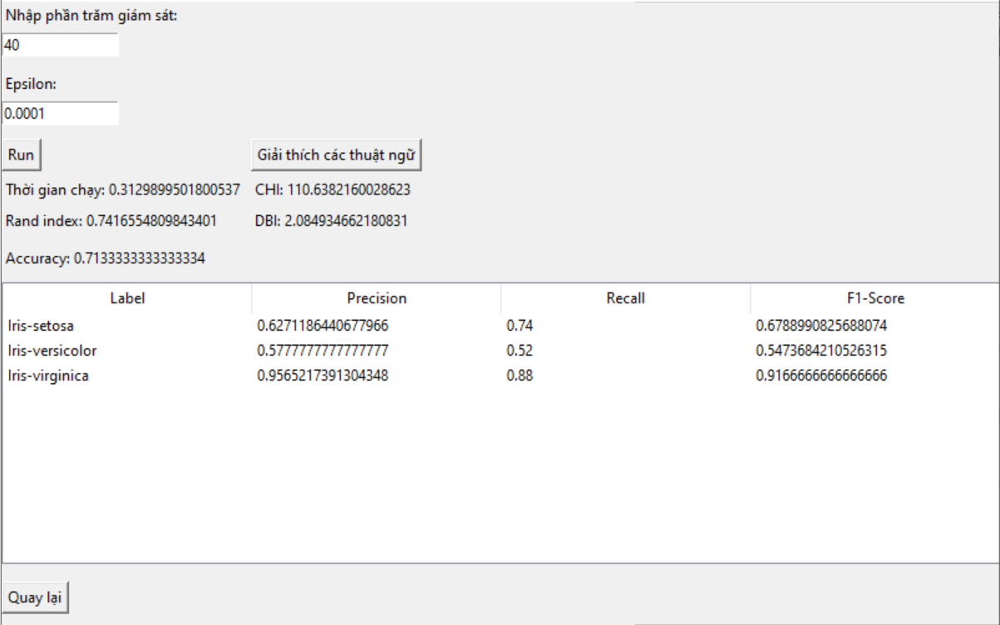 Nhập phần trăm giám sát:
40
Epsilon:
0.0001
Run Giải thích các thuật ngữ
Thời gian chạy: 0.3129899501800537 CHI: 110.6382160028623
Rand index: 0.7416554809843401 DBI: 2.084934662180831
Accuracy: 0.7133333333333334
Label Precision Recall F1-Score
Iris-setosa 0.6271186440677966 0.74 0.6788990825688074
Iris-versicolor 0.5777777777777777 0.52 0.5473684210526315
Iris-virginica 0.9565217391304348 0.88 0.9166666666666666
Quay lại